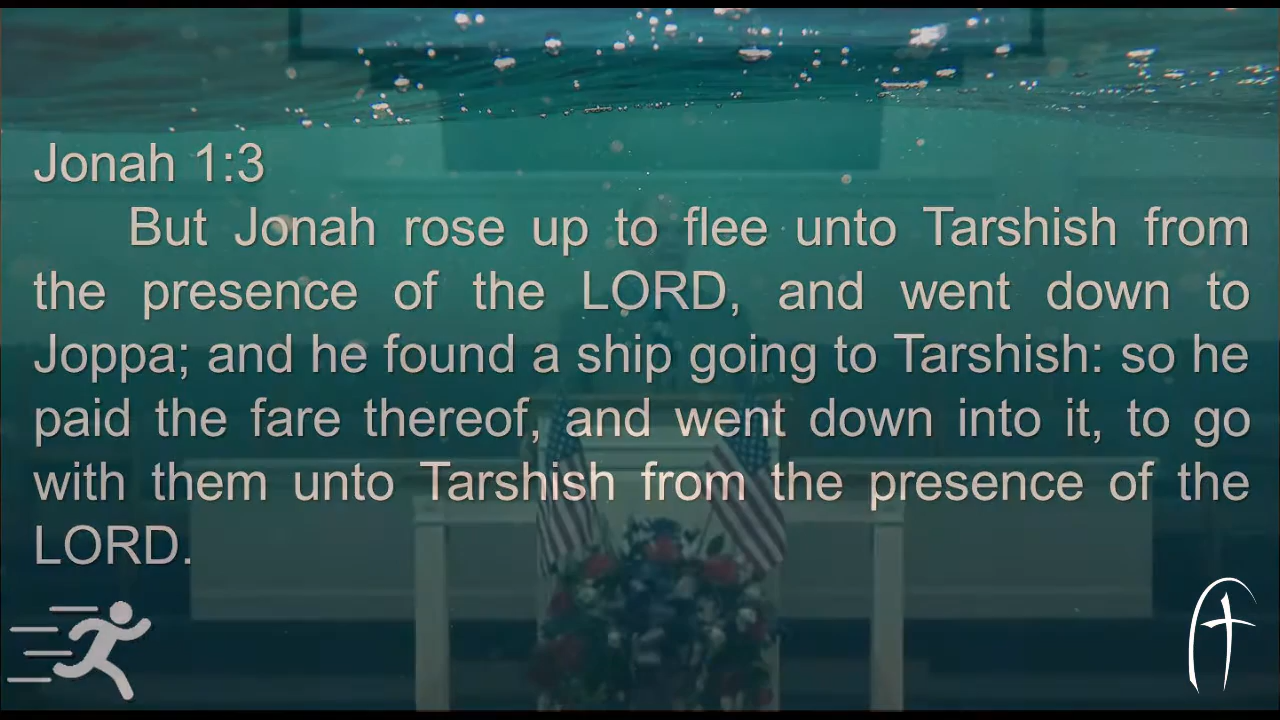 Jonah 1:3
But Jonah rose up to flee unto Tarshish from
the presence of the LORD, and went down to
Joppa; and he found a ship going to Tarshish: so he
paid the fare thereof, and went down into it, to go
with them unto Tarshish from the presence of the
LORD.